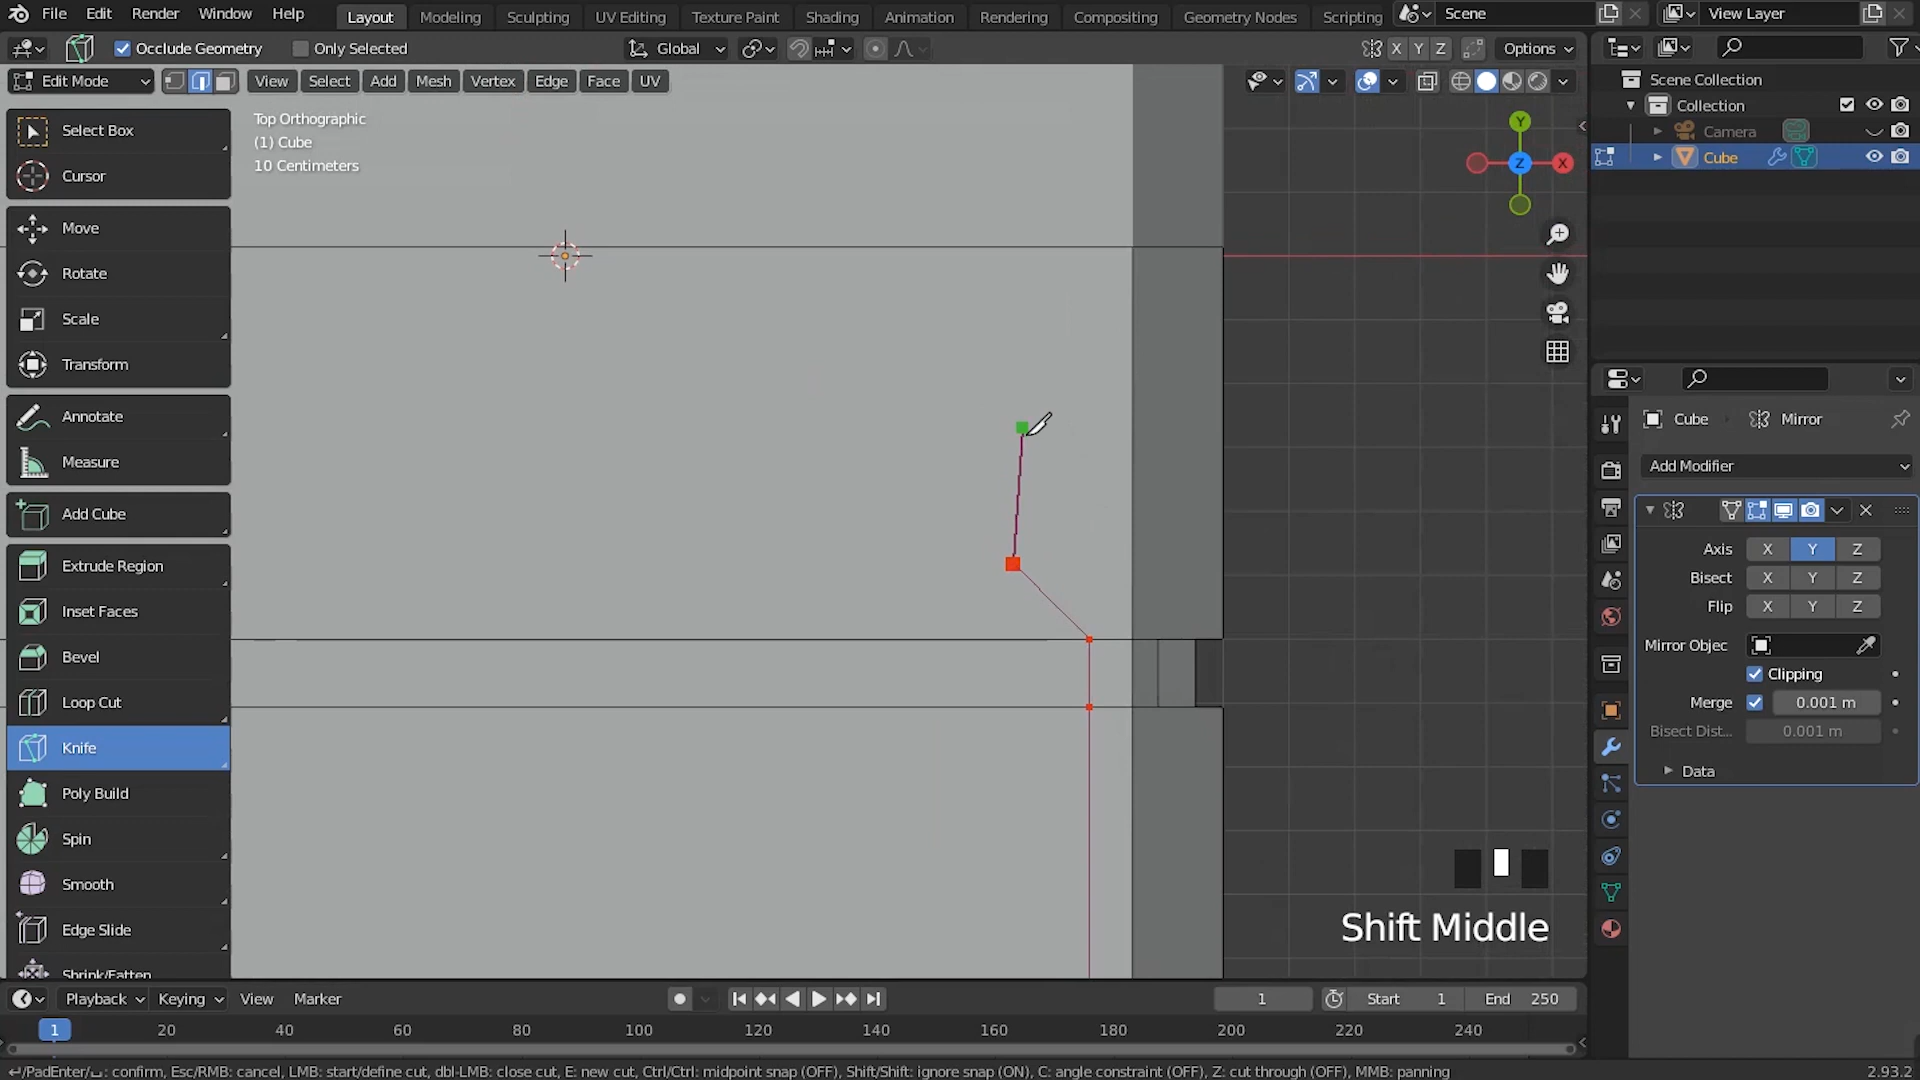 File Edit Render Window Help Layout Modeling Sculpting UV Editing Texture Paint Shading Animation Rendering Compositing Geometry Nodes Scripting Scene View Layer
Occlude Geometry Only Selected Global X Y Z Options
Edit Mode View Select Add Mesh Vertex Edge Face UV
Scene Collection
Collection
Camera
Cube
Select Box
Cursor
Move
Rotate
Scale
Transform
Annotate
Measure
Add Cube
Extrude Region
Inset Faces
Bevel
Loop Cut
Knife
Poly Build
Spin
Smooth
Edge Slide
Shrink/Fatten
Top Orthographic
(1) Cube
10 Centimeters
Y
Z
X
Shift Middle
Cube Mirror
Add Modifier
Axis X Y Z
Bisect X Y Z
Flip X Y Z
Mirror Objec
Clipping
Merge 0.001 m
Bisect Dist... 0.001 m
Data
Playback Keying View Marker 1 Start 1 End 250
1 20 40 60 80 100 120 140 160 180 200 220 240
↵/PadEnter/⎵: confirm, Esc/RMB: cancel, LMB: start/define cut, dbl-LMB: close cut, E: new cut, Ctrl/Ctrl: midpoint snap (OFF), Shift/Shift: ignore snap (ON), C: angle constraint (OFF), Z: cut through (OFF), MMB: panning 2.93.2